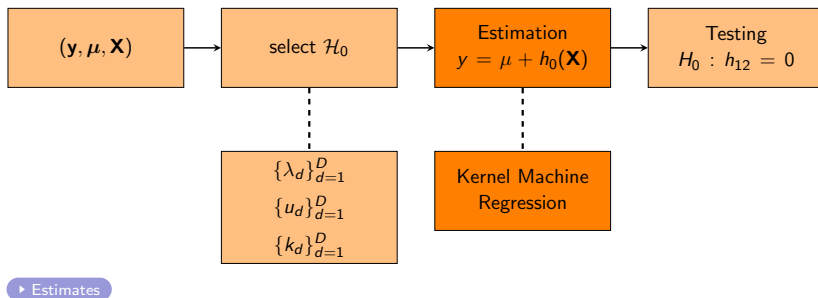 (y, μ, X)
select ℋ₀
Estimation
y = μ + h₀(X)
Testing
H₀ : h₁₂ = 0
{λ_d}_{d=1}^D
{u_d}_{d=1}^D
{k_d}_{d=1}^D
Kernel Machine
Regression
Estimates